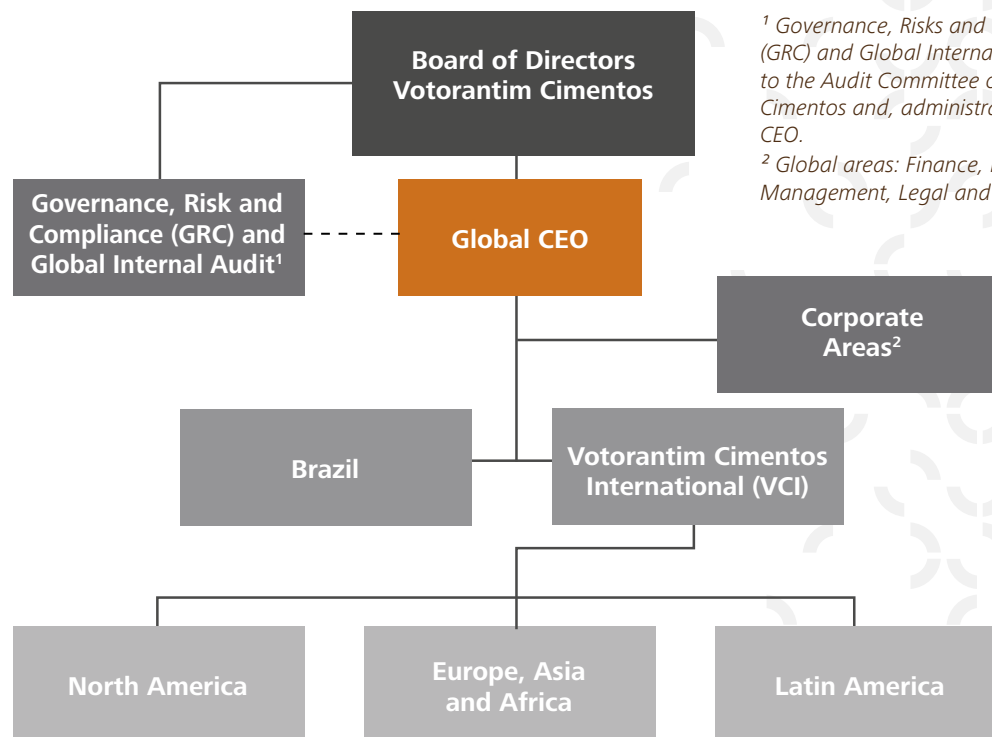 Board of Directors
Votorantim Cimentos
¹ Governance, Risks and
(GRC) and Global Interna
to the Audit Committee o
Cimentos and, administra
CEO.
² Global areas: Finance,
Management, Legal and
Governance, Risk and
Compliance (GRC) and
Global Internal Audit¹
Global CEO
Corporate
Areas²
Brazil
Votorantim Cimentos
International (VCI)
North America
Europe, Asia
and Africa
Latin America